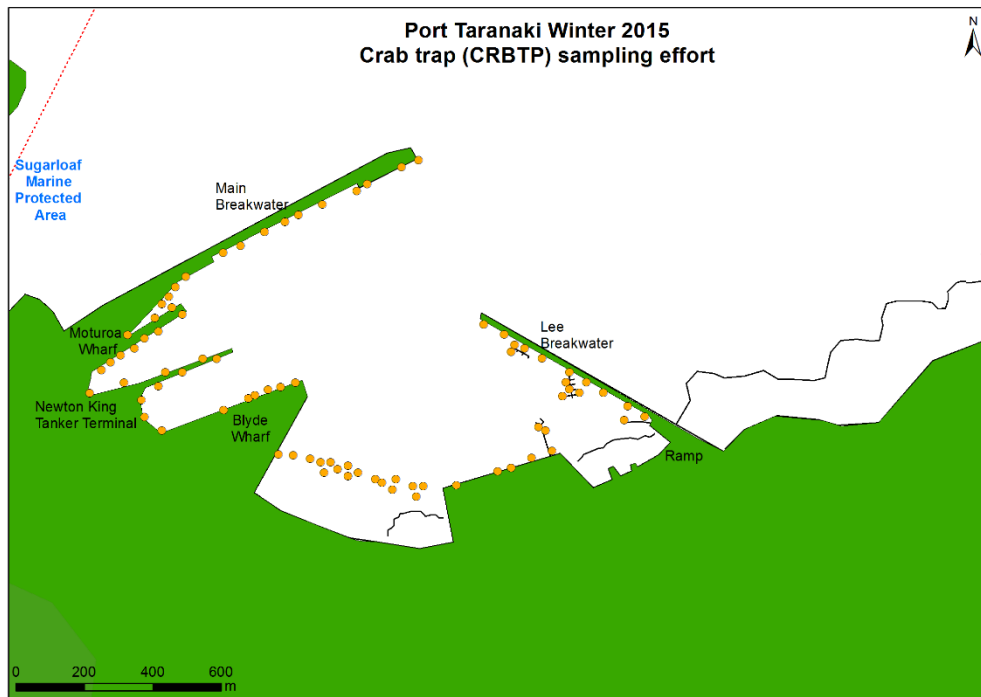 Port Taranaki Winter 2015
Crab trap (CRBTP) sampling effort
N
Sugarloaf
Marine
Protected
Area
Main
Breakwater
Moturoa
Wharf
Lee
Breakwater
Newton King
Tanker Terminal
Blyde
Wharf
Ramp
0 200 400 600
m